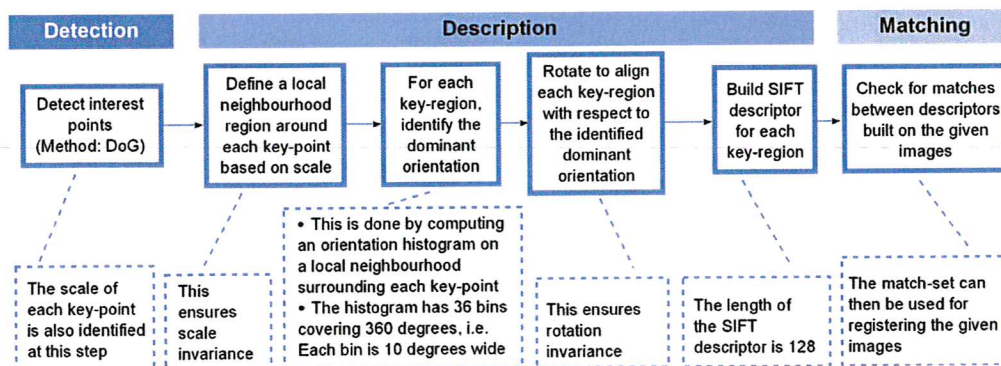 Detection
Description
Matching
Detect interest
points
(Method: DoG)
Define a local
neighbourhood
region around
each key-point
based on scale
For each
key-region,
identify the
dominant
orientation
Rotate to align
each key-region
with respect to
the identified
dominant
orientation
Build SIFT
descriptor
for each
key-region
Check for matches
between descriptors
built on the given
images
The scale of
each key-point
is also identified
at this step
This
ensures
scale
invariance
• This is done by computing
an orientation histogram on
a local neighbourhood
surrounding each key-point
• The histogram has 36 bins
covering 360 degrees, i.e.
Each bin is 10 degrees wide
This ensures
rotation
invariance
The length of
the SIFT
descriptor is 128
The match-set can
then be used for
registering the given
images